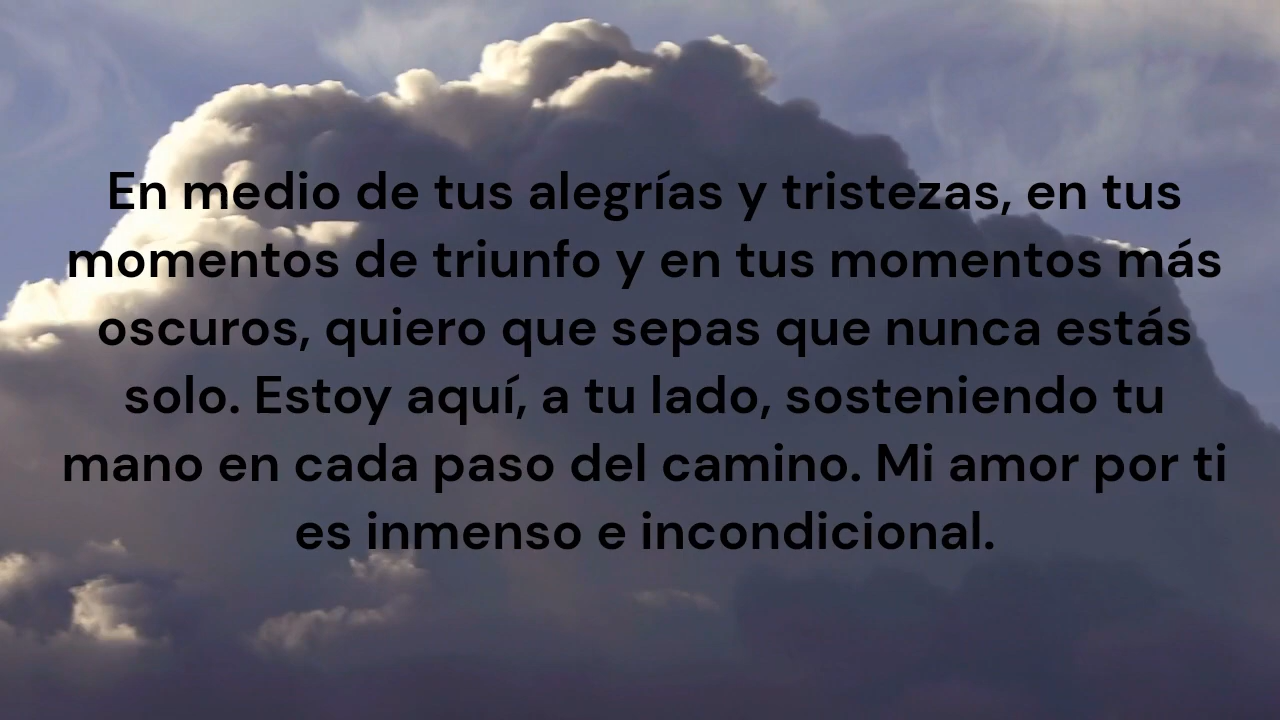 En medio de tus alegrías y tristezas, en tus
momentos de triunfo y en tus momentos más
oscuros, quiero que sepas que nunca estás
solo. Estoy aquí, a tu lado, sosteniendo tu
mano en cada paso del camino. Mi amor por ti
es inmenso e incondicional.